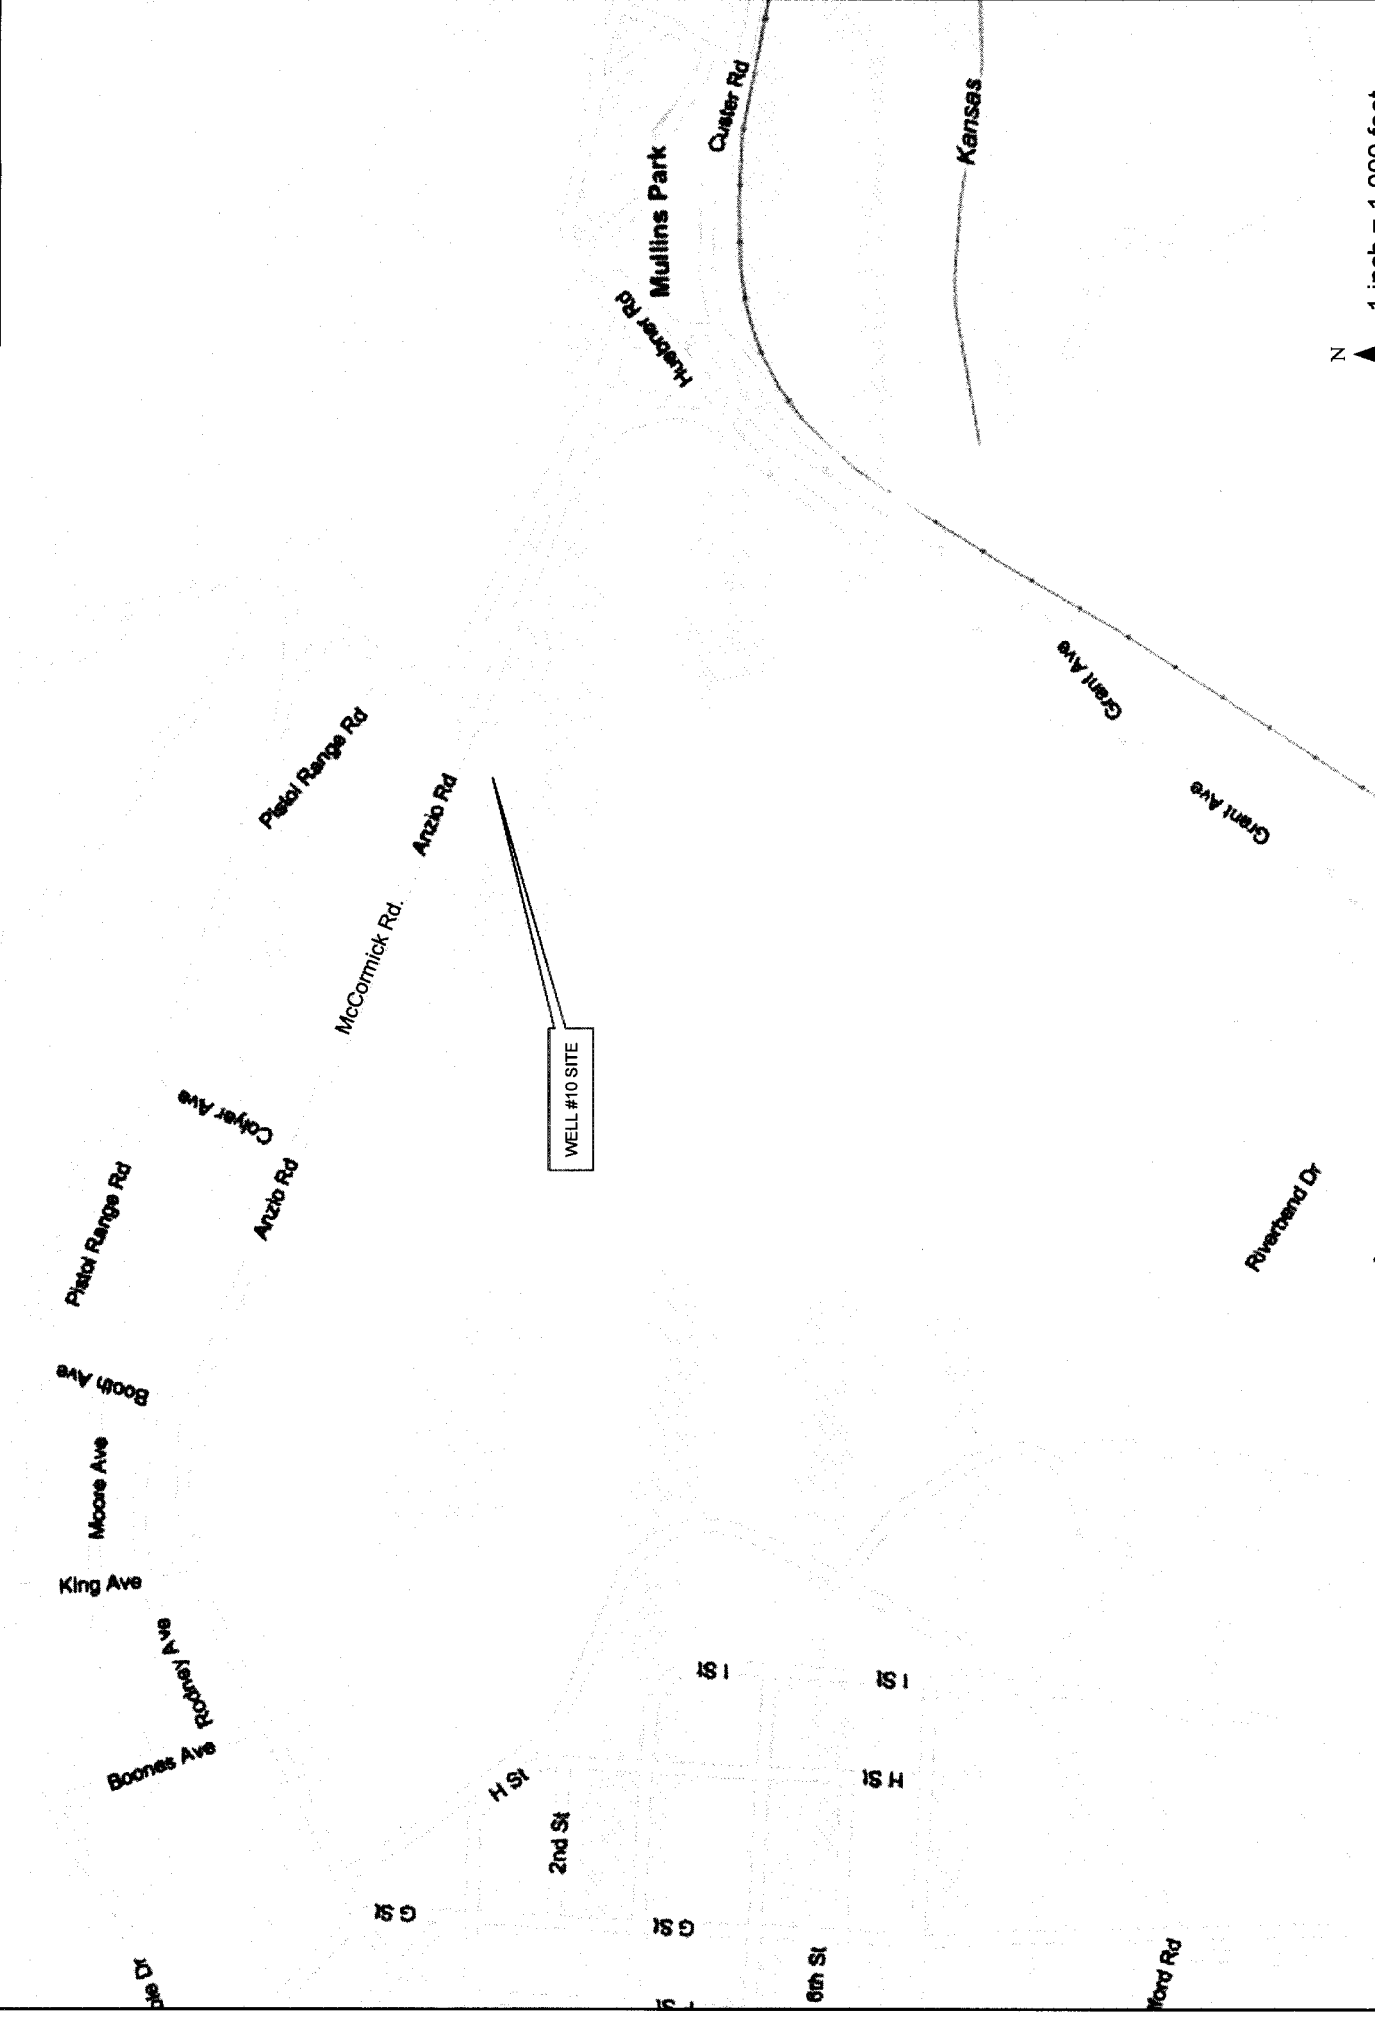 Custer Rd
Kansas
Mullins Park
Huebner Rd
N
Grant Ave
Grant Ave
Pistol Range Rd
Anzio Rd
McCormick Rd.
WELL #10 SITE
Colyer Ave
Anzio Rd
Pistol Range Rd
Riverbend Dr
Booth Ave
Moore Ave
King Ave
Rodney Ave
Boones Ave
I St
I St
H St
H St
2nd St
G St
G St
6th St